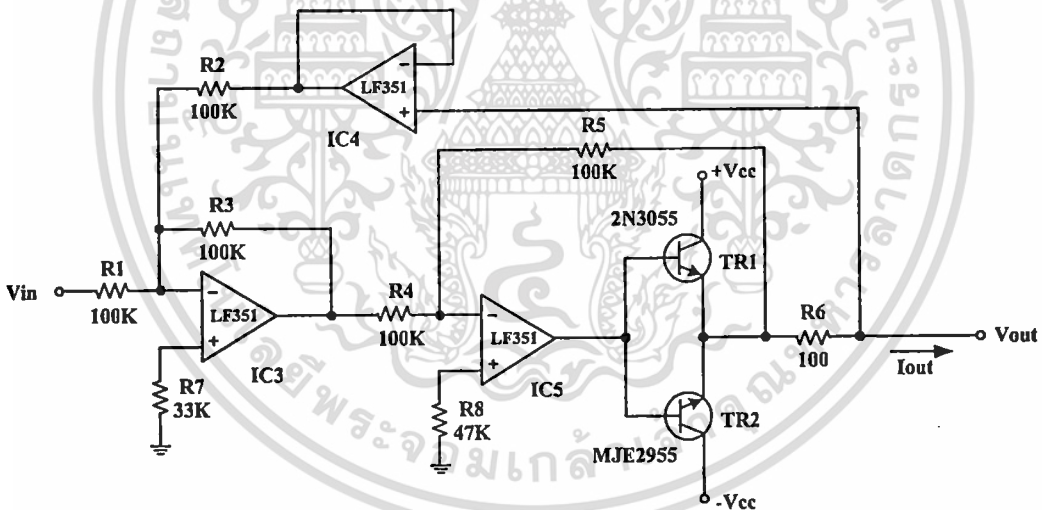 R2
100K
LF351
−
+
IC4
R5
100K
+Vcc
2N3055
TR1
R3
100K
Vin
R1
100K
−
LF351
+
IC3
R7
33K
R4
100K
−
LF351
+
IC5
R8
47K
R6
100
Iout
Vout
TR2
MJE2955
-Vcc